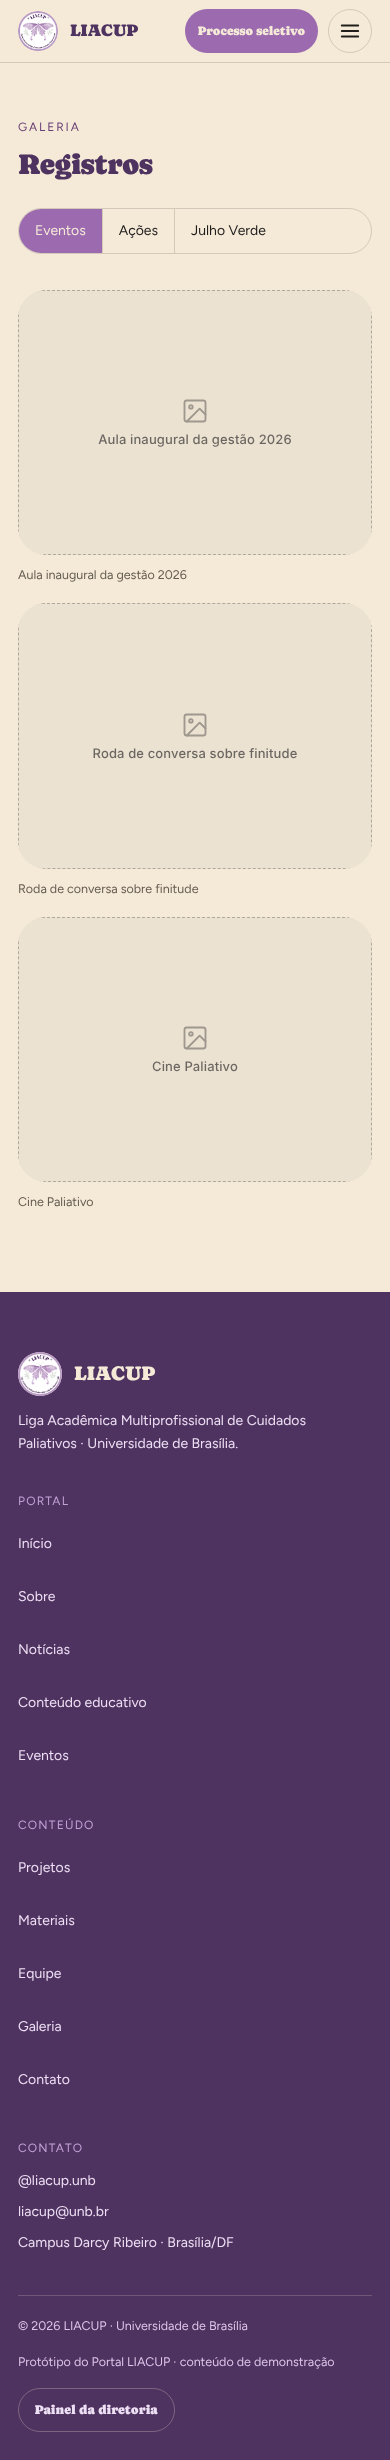 LIACUP
Processo seletivo
GALERIA
Registros
Eventos
Ações
Julho Verde
Aula inaugural da gestão 2026
Aula inaugural da gestão 2026
Roda de conversa sobre finitude
Roda de conversa sobre finitude
Cine Paliativo
Cine Paliativo
LIACUP
Liga Acadêmica Multiprofissional de Cuidados
Paliativos · Universidade de Brasília.
PORTAL
Início
Sobre
Notícias
Conteúdo educativo
Eventos
CONTEÚDO
Projetos
Materiais
Equipe
Galeria
Contato
CONTATO
@liacup.unb
liacup@unb.br
Campus Darcy Ribeiro · Brasília/DF
© 2026 LIACUP · Universidade de Brasília
Protótipo do Portal LIACUP · conteúdo de demonstração
Painel da diretoria